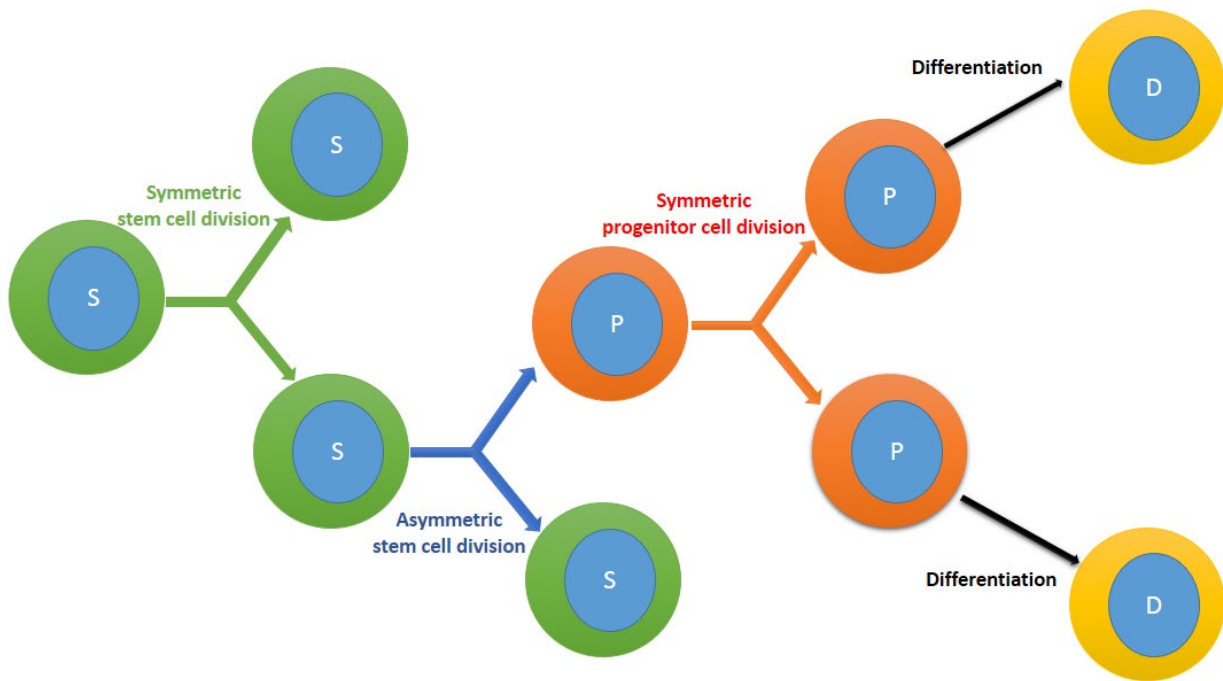 Differentiation
D
S
Symmetric
stem cell division
P
Symmetric
progenitor cell division
S
P
S
P
Asymmetric
stem cell division
S
Differentiation
D